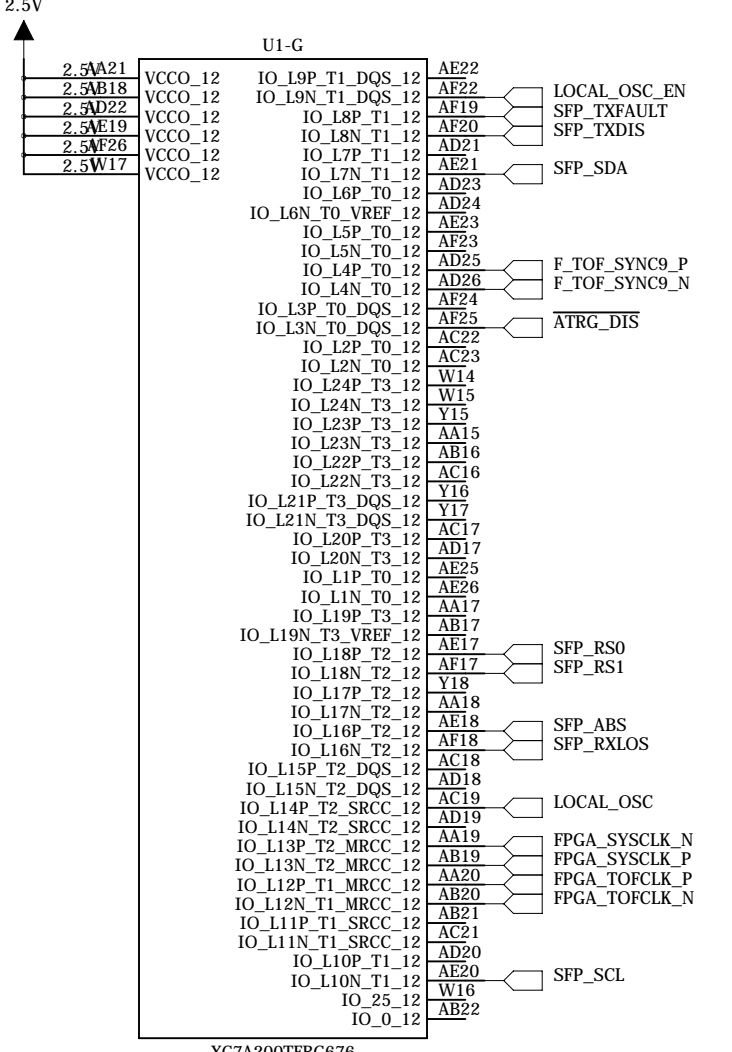 2.5V
U1-G
2.5V AA21 VCCO_12 IO_L9P_T1_DQS_12 AE22
2.5V AB18 VCCO_12 IO_L9N_T1_DQS_12 AF22 LOCAL_OSC_EN
2.5V AD22 VCCO_12 IO_L8P_T1_12 AF19 SFP_TXFAULT
2.5V AE19 VCCO_12 IO_L8N_T1_12 AF20 SFP_TXDIS
2.5V AF26 VCCO_12 IO_L7P_T1_12 AD21
2.5V W17 VCCO_12 IO_L7N_T1_12 AE21 SFP_SDA
IO_L6P_T0_12 AD23
IO_L6N_T0_VREF_12 AD24
IO_L5P_T0_12 AE23
IO_L5N_T0_12 AF23
IO_L4P_T0_12 AD25 F_TOF_SYNC9_P
IO_L4N_T0_12 AD26 F_TOF_SYNC9_N
IO_L3P_T0_DQS_12 AF24
IO_L3N_T0_DQS_12 AF25 ATRG_DIS
IO_L2P_T0_12 AC22
IO_L2N_T0_12 AC23
IO_L24P_T3_12 W14
IO_L24N_T3_12 W15
IO_L23P_T3_12 Y15
IO_L23N_T3_12 AA15
IO_L22P_T3_12 AB16
IO_L22N_T3_12 AC16
IO_L21P_T3_DQS_12 Y16
IO_L21N_T3_DQS_12 Y17
IO_L20P_T3_12 AC17
IO_L20N_T3_12 AD17
IO_L1P_T0_12 AE25
IO_L1N_T0_12 AE26
IO_L19P_T3_12 AA17
IO_L19N_T3_VREF_12 AB17
IO_L18P_T2_12 AE17 SFP_RS0
IO_L18N_T2_12 AF17 SFP_RS1
IO_L17P_T2_12 Y18
IO_L17N_T2_12 AA18
IO_L16P_T2_12 AE18 SFP_ABS
IO_L16N_T2_12 AF18 SFP_RXLOS
IO_L15P_T2_DQS_12 AC18
IO_L15N_T2_DQS_12 AD18
IO_L14P_T2_SRCC_12 AC19 LOCAL_OSC
IO_L14N_T2_SRCC_12 AD19
IO_L13P_T2_MRCC_12 AA19 FPGA_SYSCLK_N
IO_L13N_T2_MRCC_12 AB19 FPGA_SYSCLK_P
IO_L12P_T1_MRCC_12 AA20 FPGA_TOFCLK_P
IO_L12N_T1_MRCC_12 AB20 FPGA_TOFCLK_N
IO_L11P_T1_SRCC_12 AB21
IO_L11N_T1_SRCC_12 AC21
IO_L10P_T1_12 AD20
IO_L10N_T1_12 AE20 SFP_SCL
IO_25_12 W16
IO_0_12 AB22